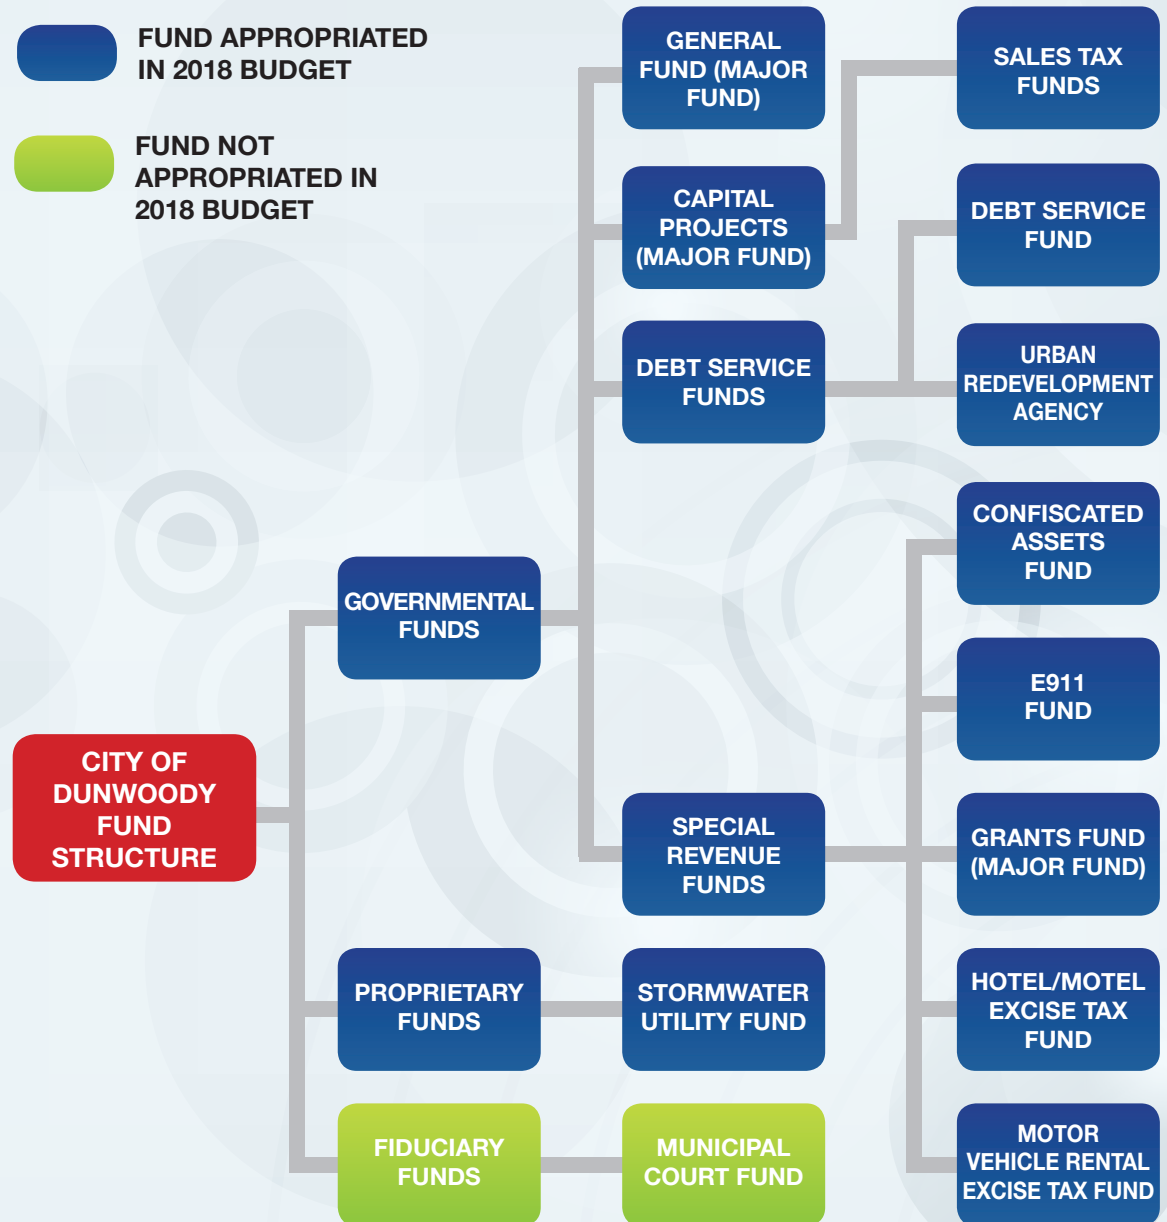 FUND APPROPRIATED
IN 2018 BUDGET
FUND NOT
APPROPRIATED IN
2018 BUDGET
GENERAL
FUND (MAJOR
FUND)
SALES TAX
FUNDS
CAPITAL
PROJECTS
(MAJOR FUND)
DEBT SERVICE
FUND
DEBT SERVICE
FUNDS
URBAN
REDEVELOPMENT
AGENCY
CONFISCATED
ASSETS
FUND
GOVERNMENTAL
FUNDS
E911
FUND
CITY OF
DUNWOODY
FUND
STRUCTURE
SPECIAL
REVENUE
FUNDS
GRANTS FUND
(MAJOR FUND)
PROPRIETARY
FUNDS
STORMWATER
UTILITY FUND
HOTEL/MOTEL
EXCISE TAX
FUND
FIDUCIARY
FUNDS
MUNICIPAL
COURT FUND
MOTOR
VEHICLE RENTAL
EXCISE TAX FUND